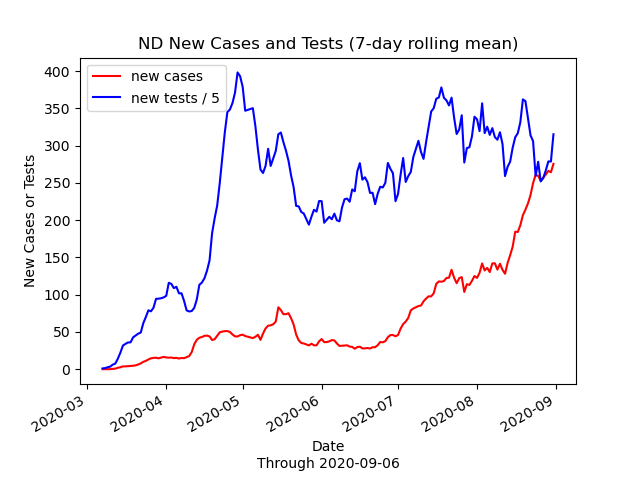 ND New Cases and Tests (7-day rolling mean)
new cases
new tests / 5
New Cases or Tests
400
350
300
250
200
150
100
50
0
2020-03
2020-04
2020-05
2020-06
2020-07
2020-08
2020-09
Date
Through 2020-09-06